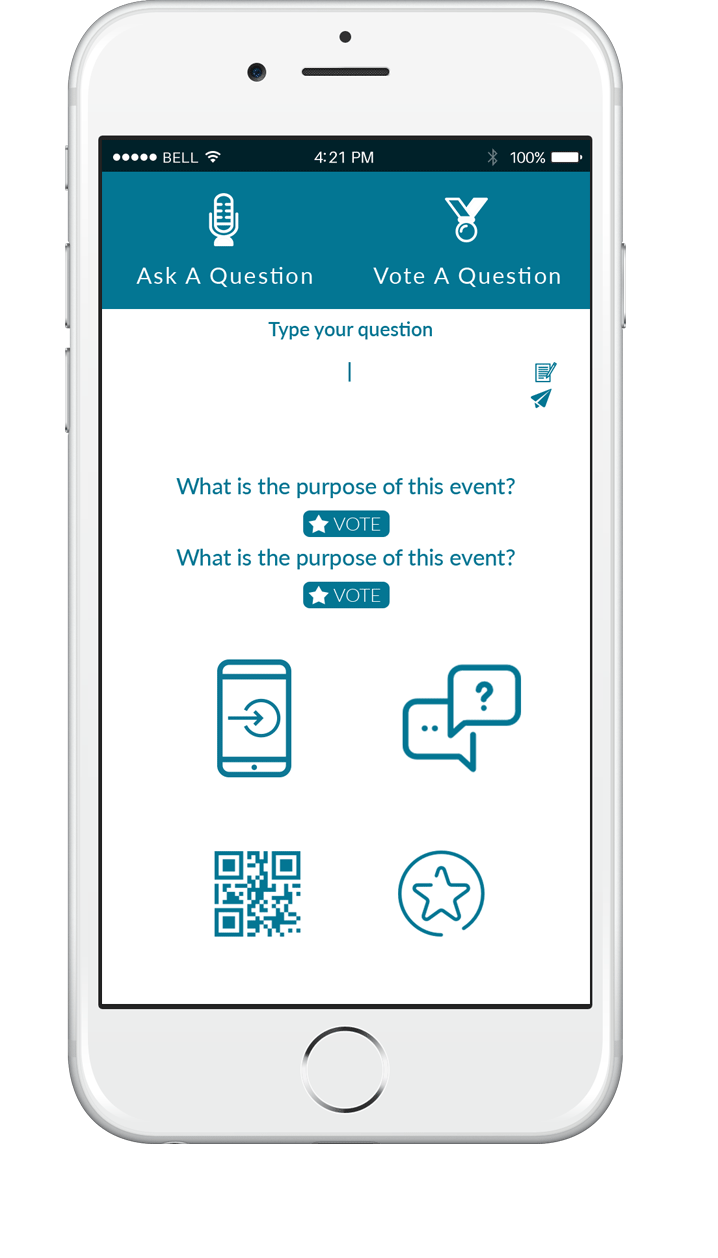 BELL 4:21 PM 100%
Ask A Question Vote A Question
Type your question
What is the purpose of this event?
VOTE
What is the purpose of this event?
VOTE
?